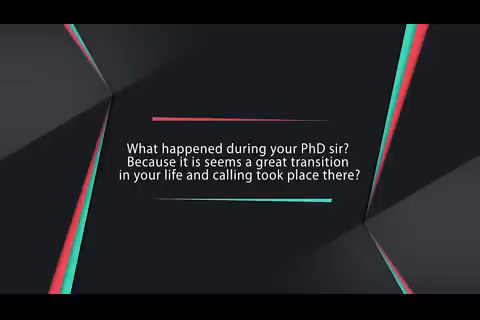 What happened during your PhD sir?
Because it is seems a great transition
in your life and calling took place there?